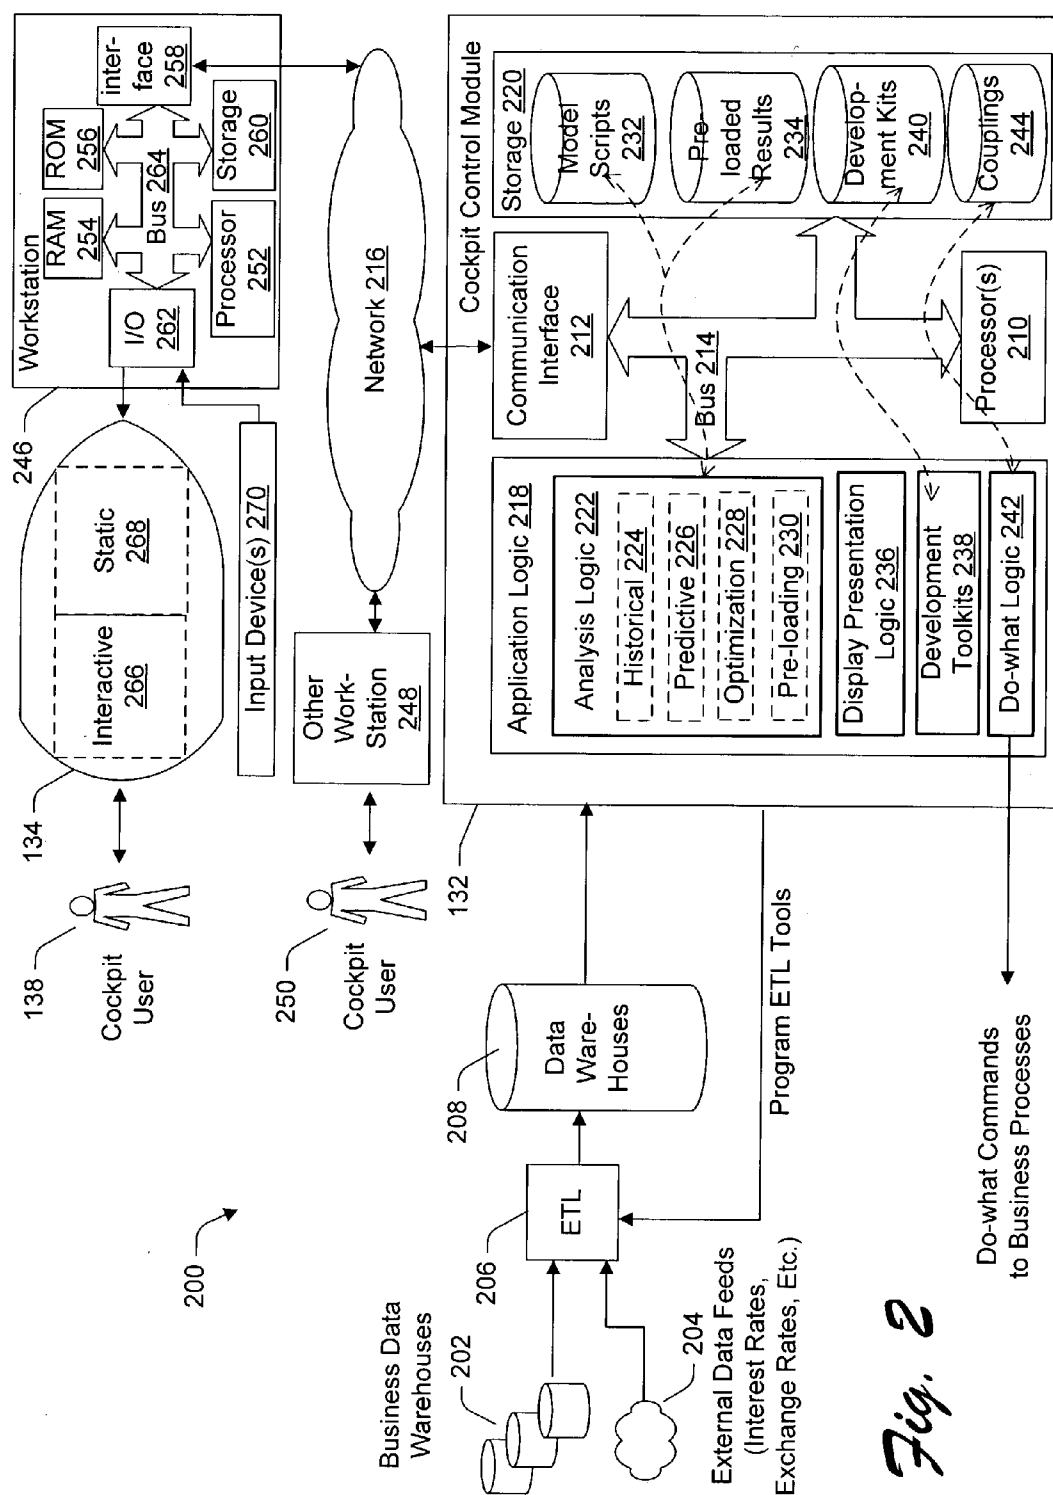 200
138
Cockpit
User
134
Interactive
266
Static
268
246
Input Device(s) 270
Workstation
I/O
262
RAM
254
ROM
256
inter-
face
258
Bus 264
Processor
252
Storage
260
250
Cockpit
User
Other
Work-
Station
248
Network 216
Business Data
Warehouses
202
204
External Data Feeds
(Interest Rates,
Exchange Rates, Etc.)
206
ETL
208
Data
Ware-
Houses
Program ETL Tools
132
Cockpit Control Module
Application Logic 218
Analysis Logic 222
Historical 224
Predictive 226
Optimization 228
Pre-loading 230
Display Presentation
Logic 236
Development
Toolkits 238
Do-what Logic 242
Communication
Interface
212
Bus 214
Processor(s)
210
Storage 220
Model
Scripts
232
Pre-
loaded
Results
234
Develop-
ment Kits
240
Couplings
244
Do-what Commands
to Business Processes
Fig. 2